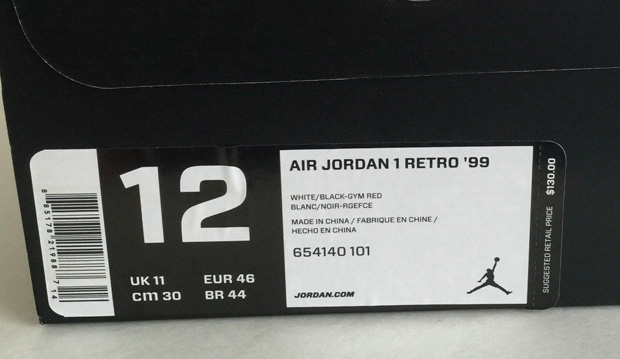 12
UK 11 EUR 46
cm 30 BR 44
AIR JORDAN 1 RETRO '99
WHITE/BLACK-GYM RED
BLANC/NOIR-RGEFCE
MADE IN CHINA / FABRIQUE EN CHINE /
HECHO EN CHINA
654140 101
JORDAN.COM
SUGGESTED RETAIL PRICE $130.00